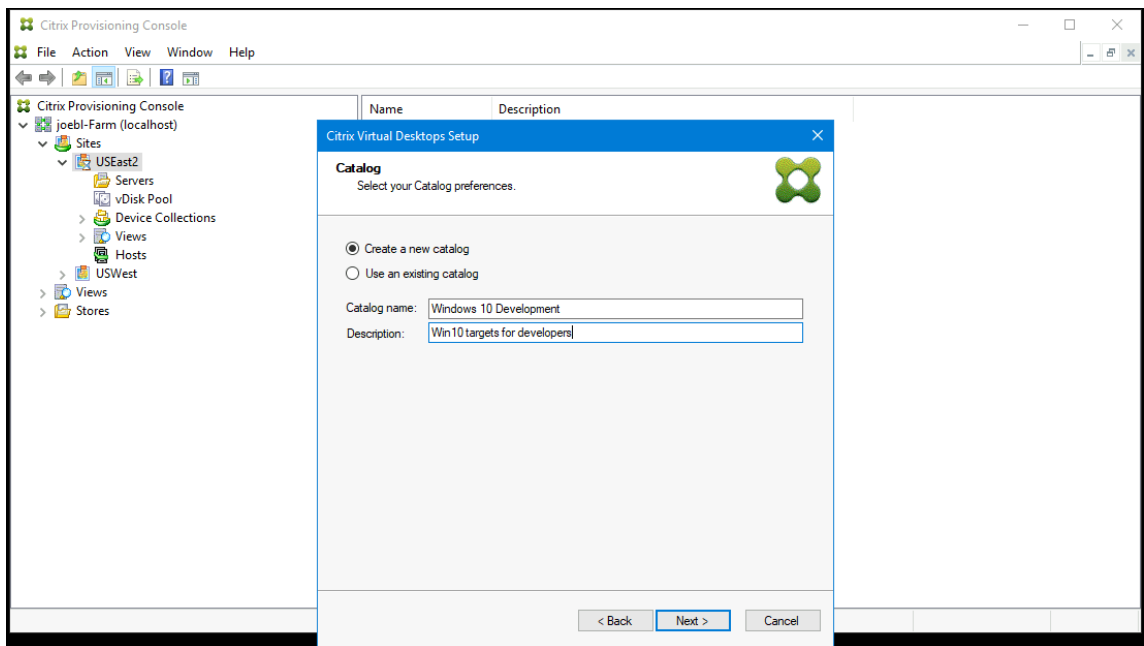 Citrix Provisioning Console
File Action View Window Help
Citrix Provisioning Console
joebl-Farm (localhost)
Sites
USEast2
Servers
vDisk Pool
Device Collections
Views
Hosts
USWest
Views
Stores
Name Description
Citrix Virtual Desktops Setup
Catalog
Select your Catalog preferences.
Create a new catalog
Use an existing catalog
Catalog name: Windows 10 Development
Description: Win10 targets for developers
< Back Next > Cancel